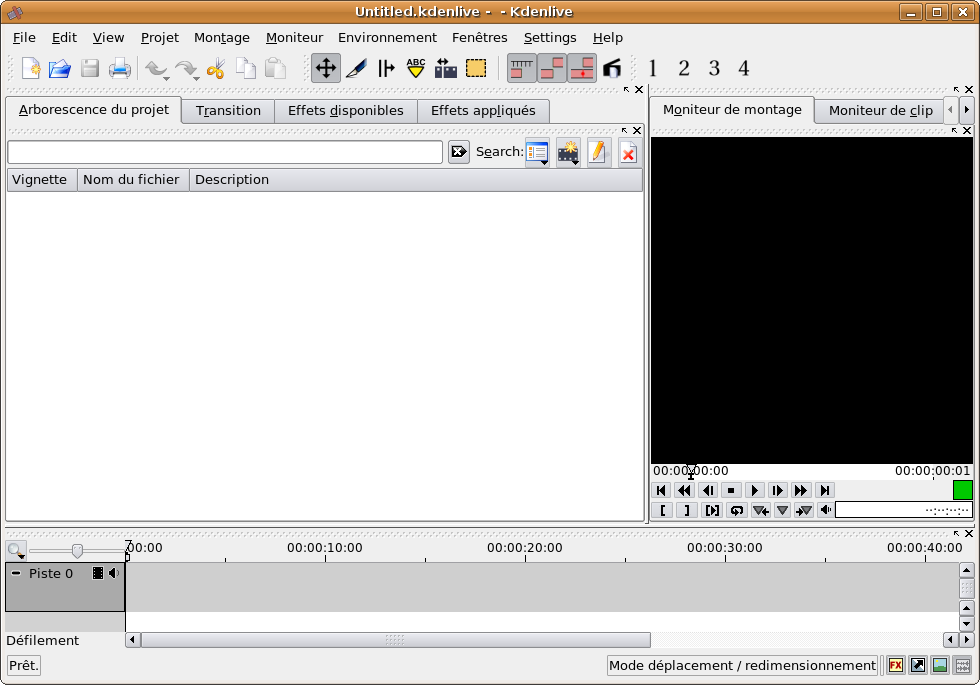 Untitled.kdenlive -  - Kdenlive
File Edit View Projet Montage Moniteur Environnement Fenêtres Settings Help
ABC 1 2 3 4
Arborescence du projet Transition Effets disponibles Effets appliqués
Moniteur de montage Moniteur de clip
Search:
Vignette Nom du fichier Description
00:00:00:00 00:00:00:01
[ ] [▸]
--:--:--:--
00:00 00:00:10:00 00:00:20:00 00:00:30:00 00:00:40:00
Piste 0
Défilement
Prêt. Mode déplacement / redimensionnement FX